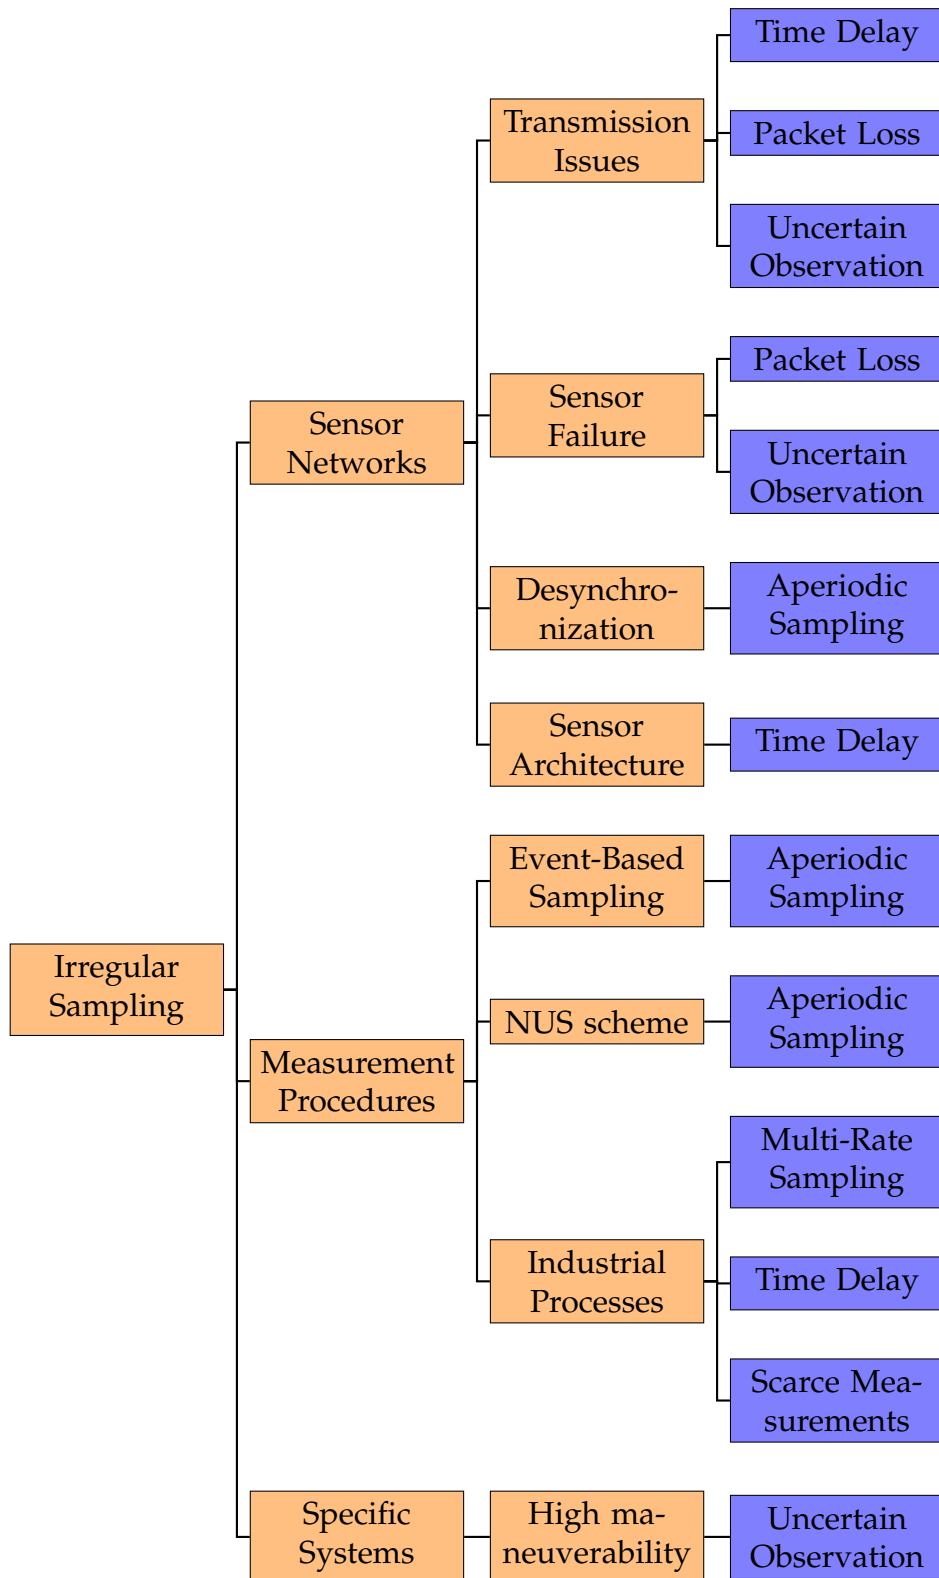 Time Delay
Transmission
Issues
Packet Loss
Uncertain
Observation
Packet Loss
Sensor
Failure
Sensor
Networks
Uncertain
Observation
Desynchro-
nization
Aperiodic
Sampling
Sensor
Architecture
Time Delay
Event-Based
Sampling
Aperiodic
Sampling
Irregular
Sampling
NUS scheme
Aperiodic
Sampling
Measurement
Procedures
Multi-Rate
Sampling
Industrial
Processes
Time Delay
Scarce Mea-
surements
Specific
Systems
High ma-
neuverability
Uncertain
Observation